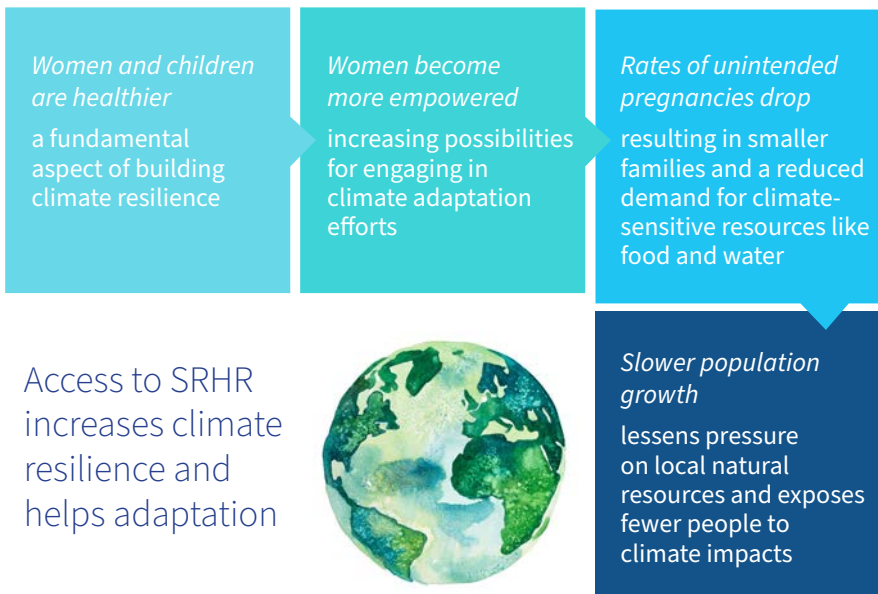 Women and children
are healthier
a fundamental
aspect of building
climate resilience
Women become
more empowered
increasing possibilities
for engaging in
climate adaptation
efforts
Rates of unintended
pregnancies drop
resulting in smaller
families and a reduced
demand for climate-
sensitive resources like
food and water
Slower population
growth
lessens pressure
on local natural
resources and exposes
fewer people to
climate impacts
Access to SRHR
increases climate
resilience and
helps adaptation